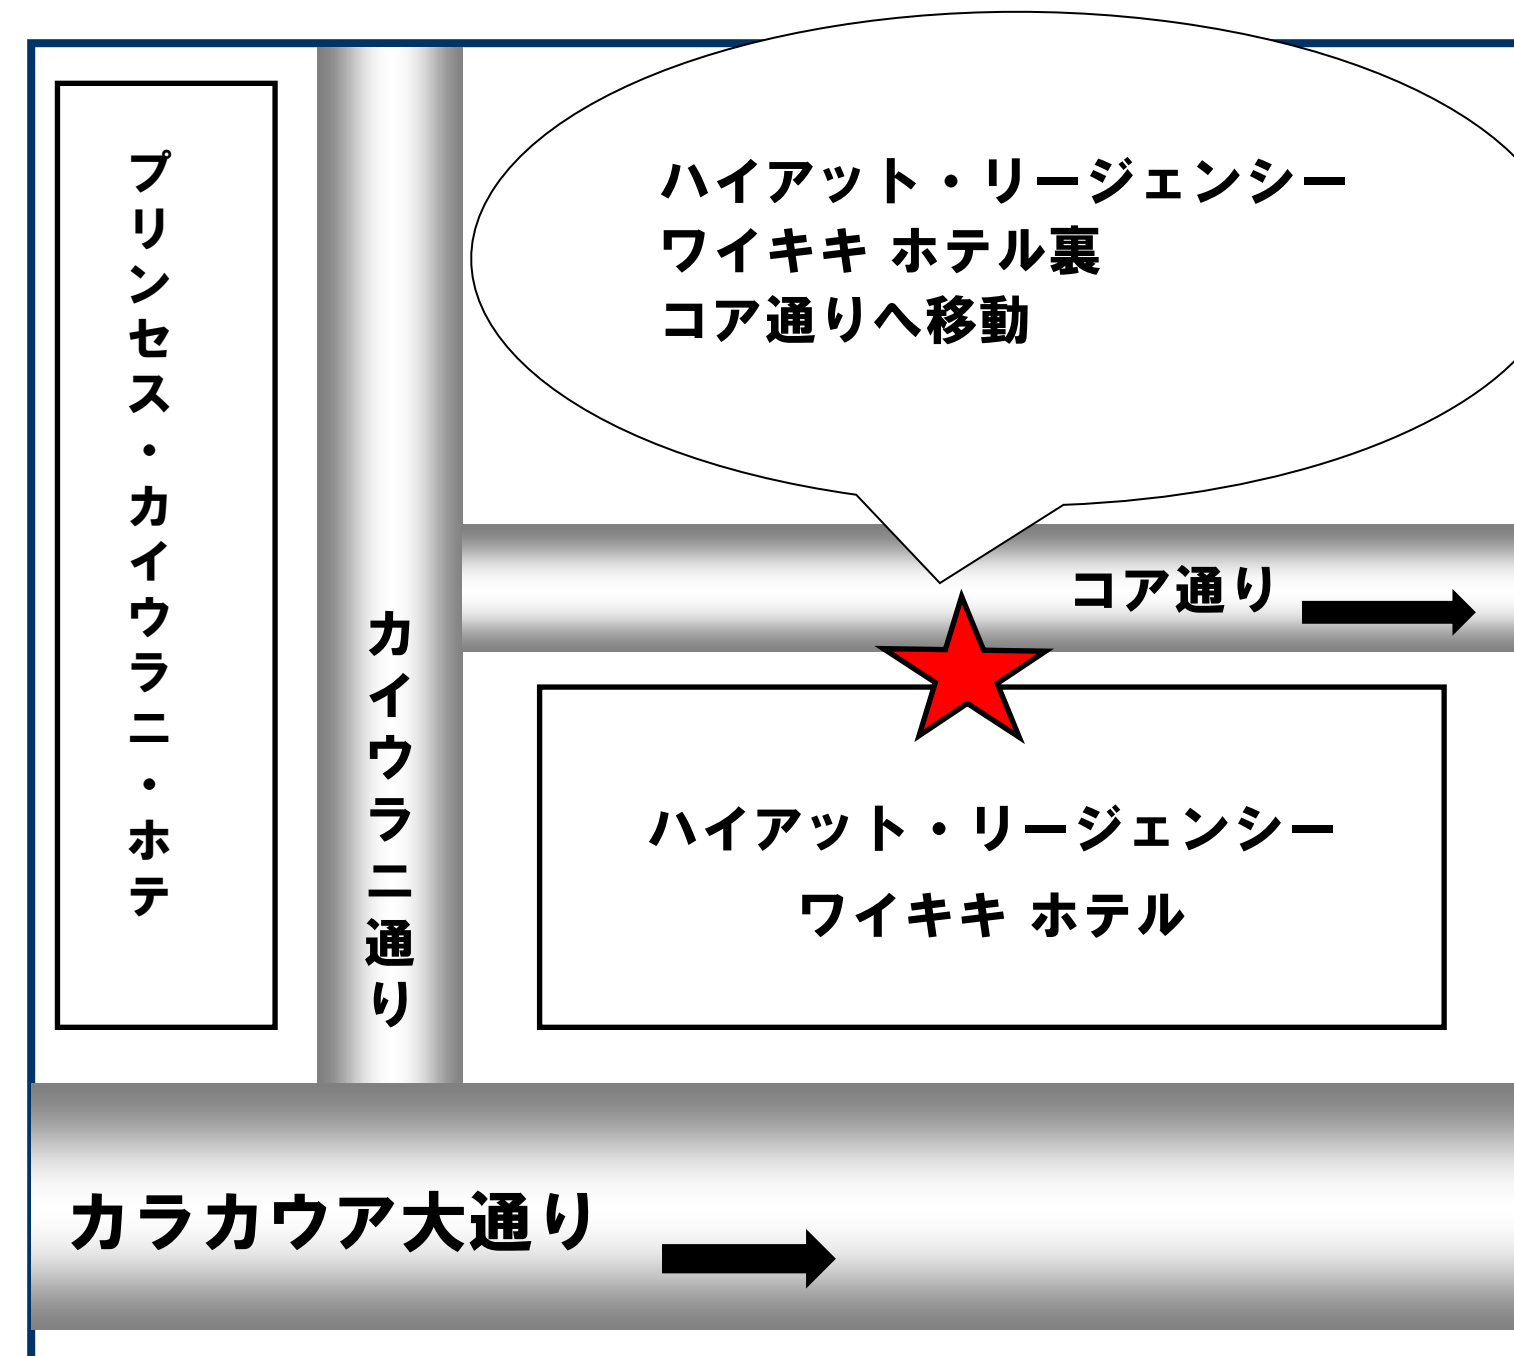 プリンセス・カイウラニ・ホテ
ハイアット・リージェンシー
ワイキキ ホテル裏
コア通りへ移動
カイウラニ通り
コア通り
ハイアット・リージェンシー
ワイキキ ホテル
カラカウア大通り